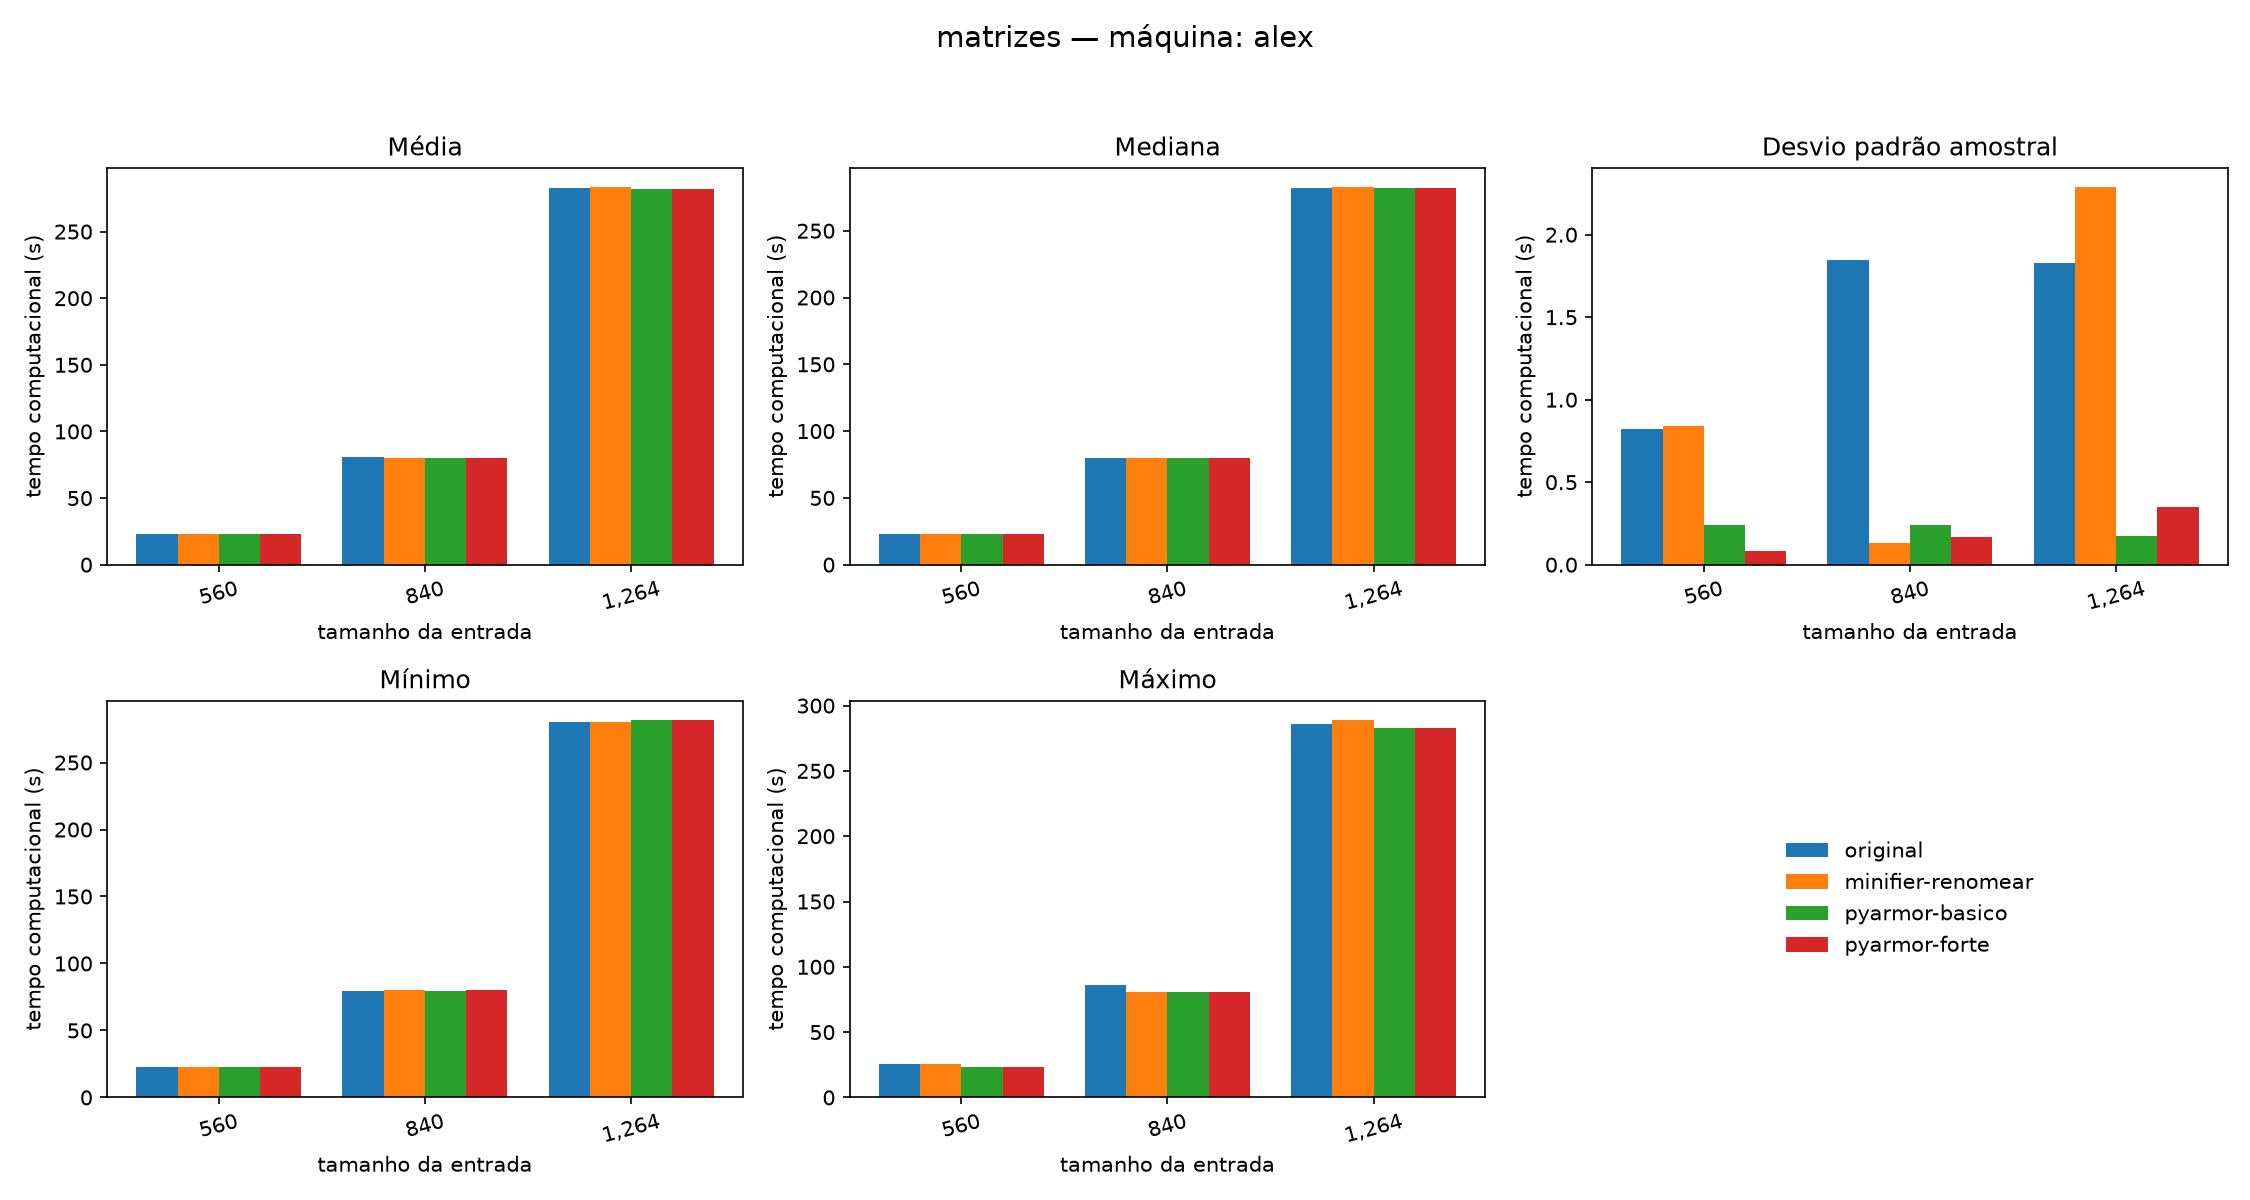 matrizes — máquina: alex
Média
tempo computacional (s)
250
200
150
100
50
0
560
840
1,264
tamanho da entrada
Mediana
tempo computacional (s)
250
200
150
100
50
0
560
840
1,264
tamanho da entrada
Desvio padrão amostral
tempo computacional (s)
2.0
1.5
1.0
0.5
0.0
560
840
1,264
tamanho da entrada
Mínimo
tempo computacional (s)
250
200
150
100
50
0
560
840
1,264
tamanho da entrada
Máximo
tempo computacional (s)
300
250
200
150
100
50
0
560
840
1,264
tamanho da entrada
original
minifier-renomear
pyarmor-basico
pyarmor-forte